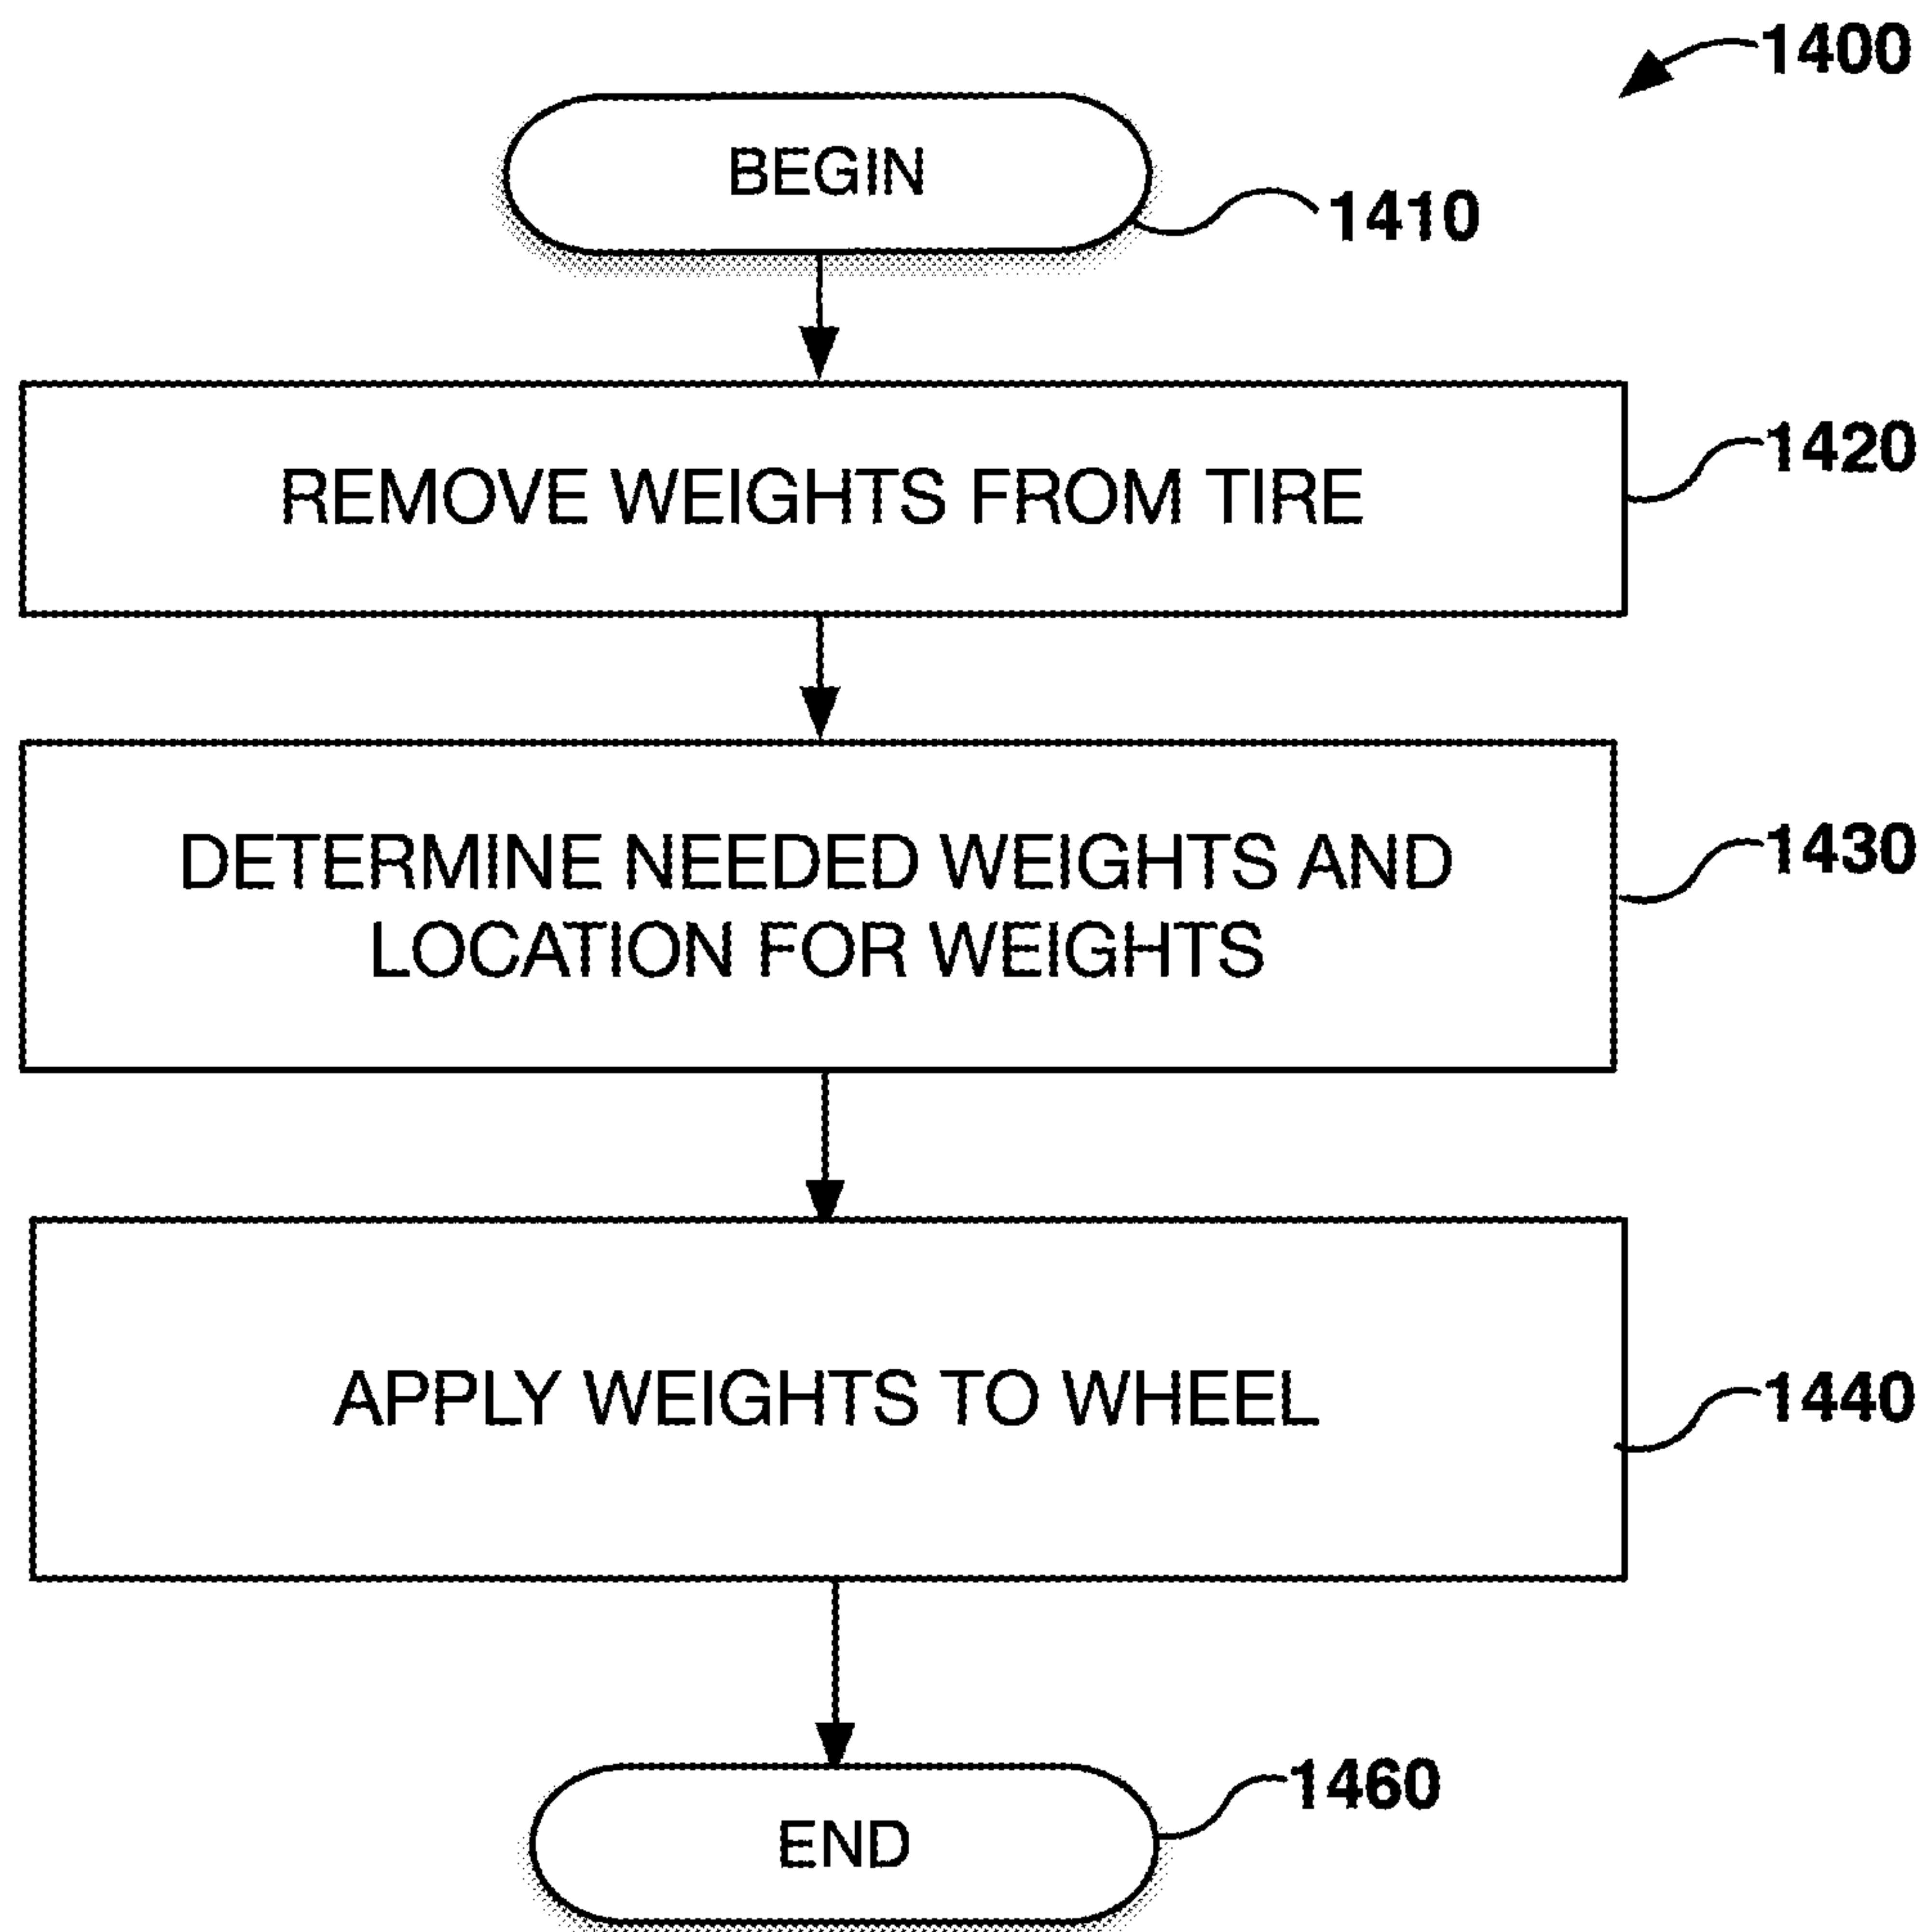 1400
BEGIN
1410
REMOVE WEIGHTS FROM TIRE
1420
DETERMINE NEEDED WEIGHTS AND
LOCATION FOR WEIGHTS
1430
APPLY WEIGHTS TO WHEEL
1440
END
1460